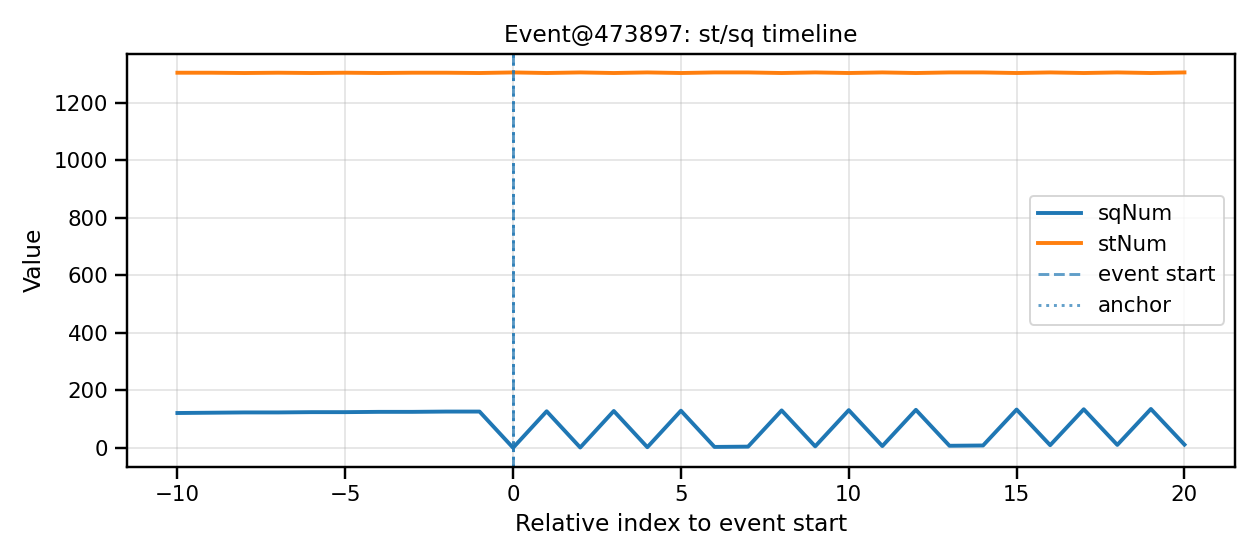 Event@473897: st/sq timeline
Value
1200
1000
800
600
400
200
0
sqNum
stNum
event start
anchor
−10
−5
0
5
10
15
20
Relative index to event start